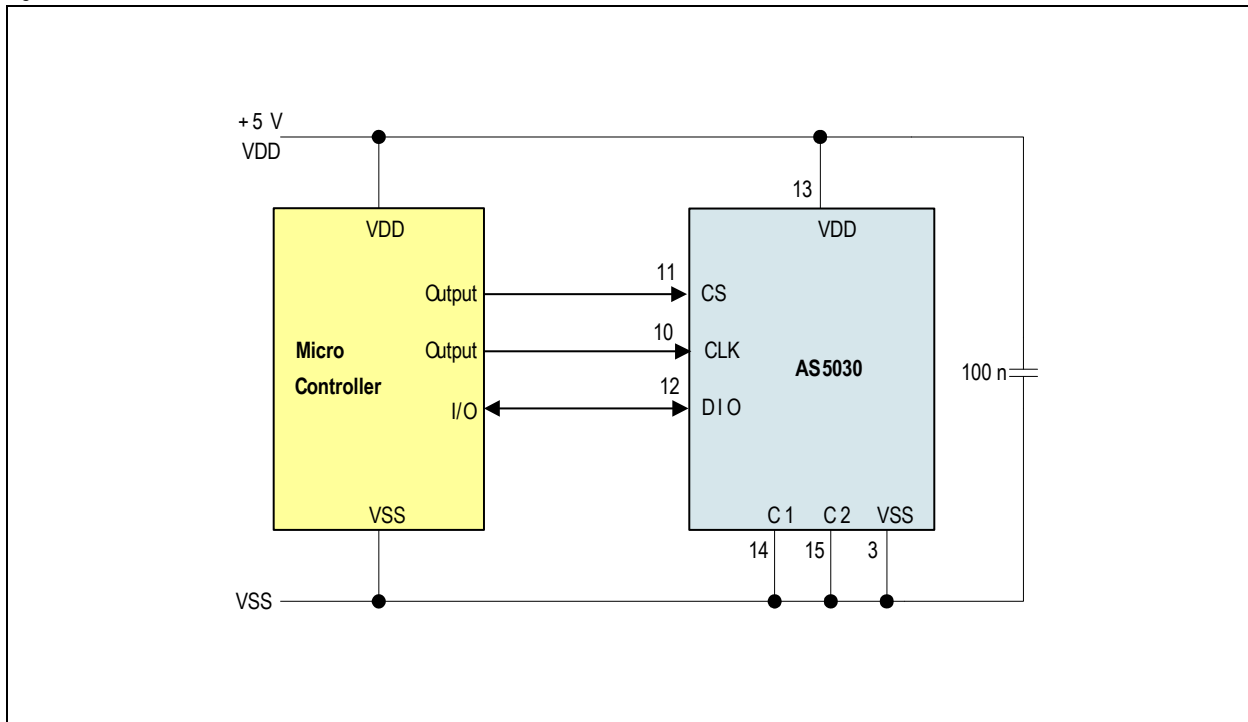 +5 V
VDD
13
VDD
VDD
11
Output
CS
10
Output
CLK
Micro
Controller
AS5030
100 n
12
I/O
DIO
VSS
C1 C2 VSS
14 15 3
VSS